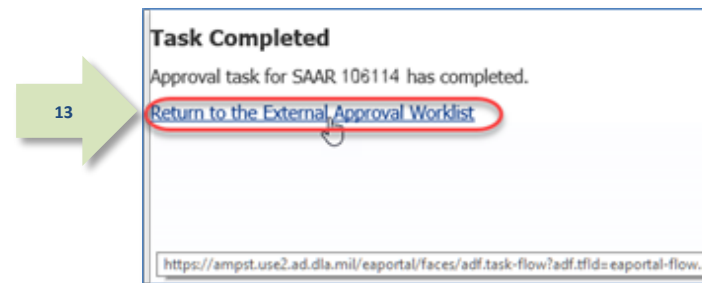 Task Completed
Approval task for SAAR 106114 has completed.
13
Return to the External Approval Worklist
https://ampst.use2.ad.dla.mil/eaportal/faces/adf.task-flow?adf.tfId=eaportal-flow.